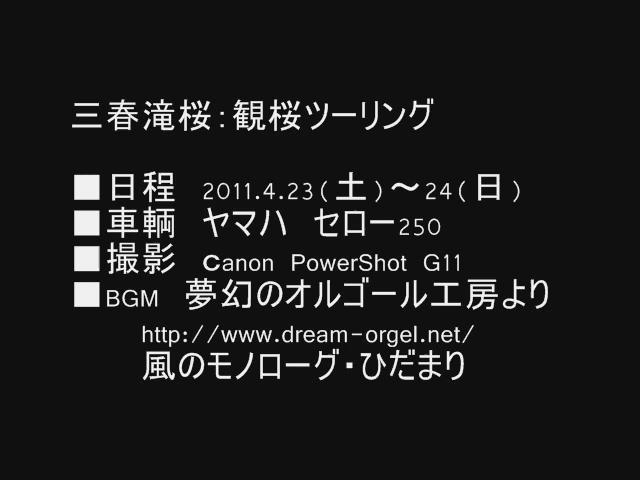 三春滝桜：観桜ツーリング
■日程　2011.4.23(土)～24(日)
■車輌　ヤマハ　セロー250
■撮影　Canon PowerShot G11
■BGM　夢幻のオルゴール工房より
http://www.dream-orgel.net/
風のモノローグ・ひだまり